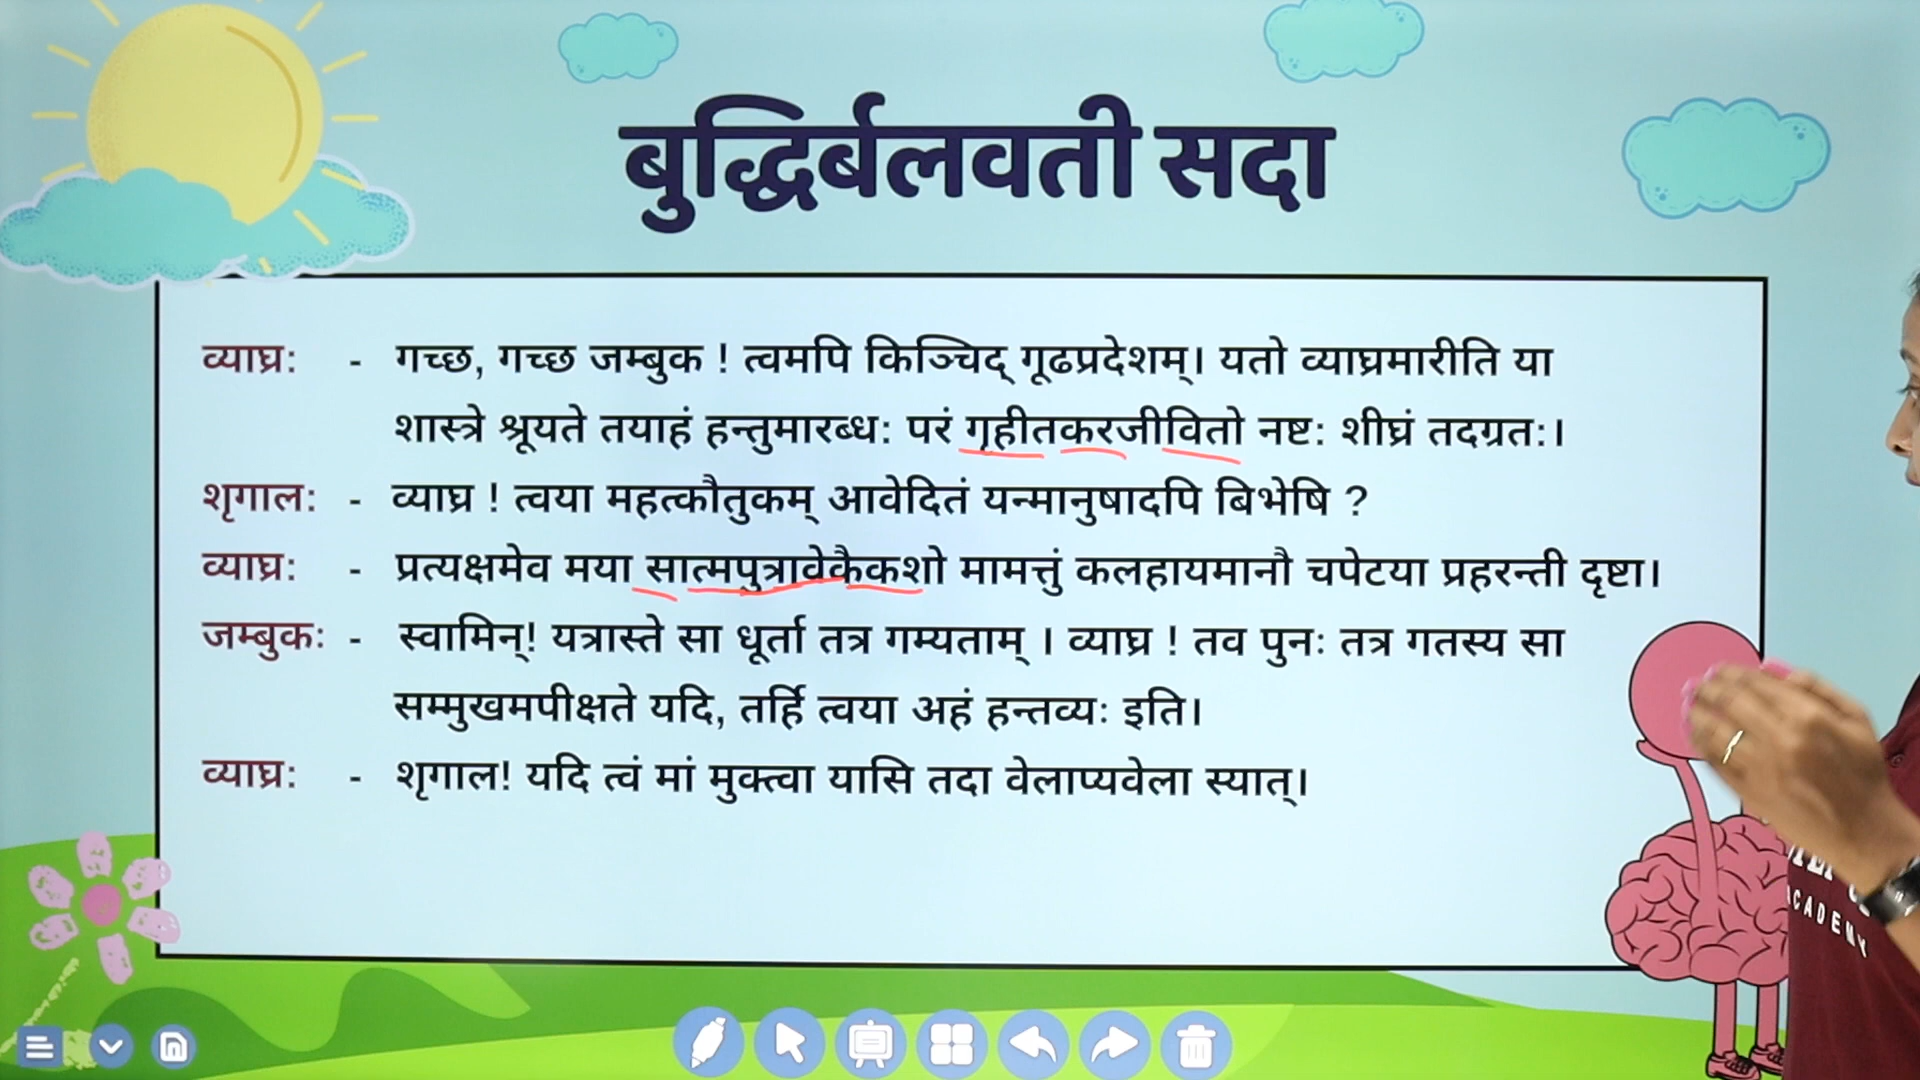 बुद्धिर्बलवती सदा
व्याघ्रः - गच्छ, गच्छ जम्बुक ! त्वमपि किञ्चिद् गूढप्रदेशम्। यतो व्याघ्रमारीति या
शास्त्रे श्रूयते तयाहं हन्तुमारब्धः परं गृहीतकरजीवितो नष्टः शीघ्रं तदग्रतः।
शृगालः - व्याघ्र ! त्वया महत्कौतुकम् आवेदितं यन्मानुषादपि बिभेषि ?
व्याघ्रः - प्रत्यक्षमेव मया सात्मपुत्रावेकैकशो मामत्तुं कलहायमानौ चपेटया प्रहरन्ती दृष्टा।
जम्बुकः - स्वामिन्! यत्रास्ते सा धूर्ता तत्र गम्यताम् । व्याघ्र ! तव पुनः तत्र गतस्य सा
सम्मुखमपीक्षते यदि, तर्हि त्वया अहं हन्तव्यः इति।
व्याघ्रः - शृगाल! यदि त्वं मां मुक्त्वा यासि तदा वेलाप्यवेला स्यात्।